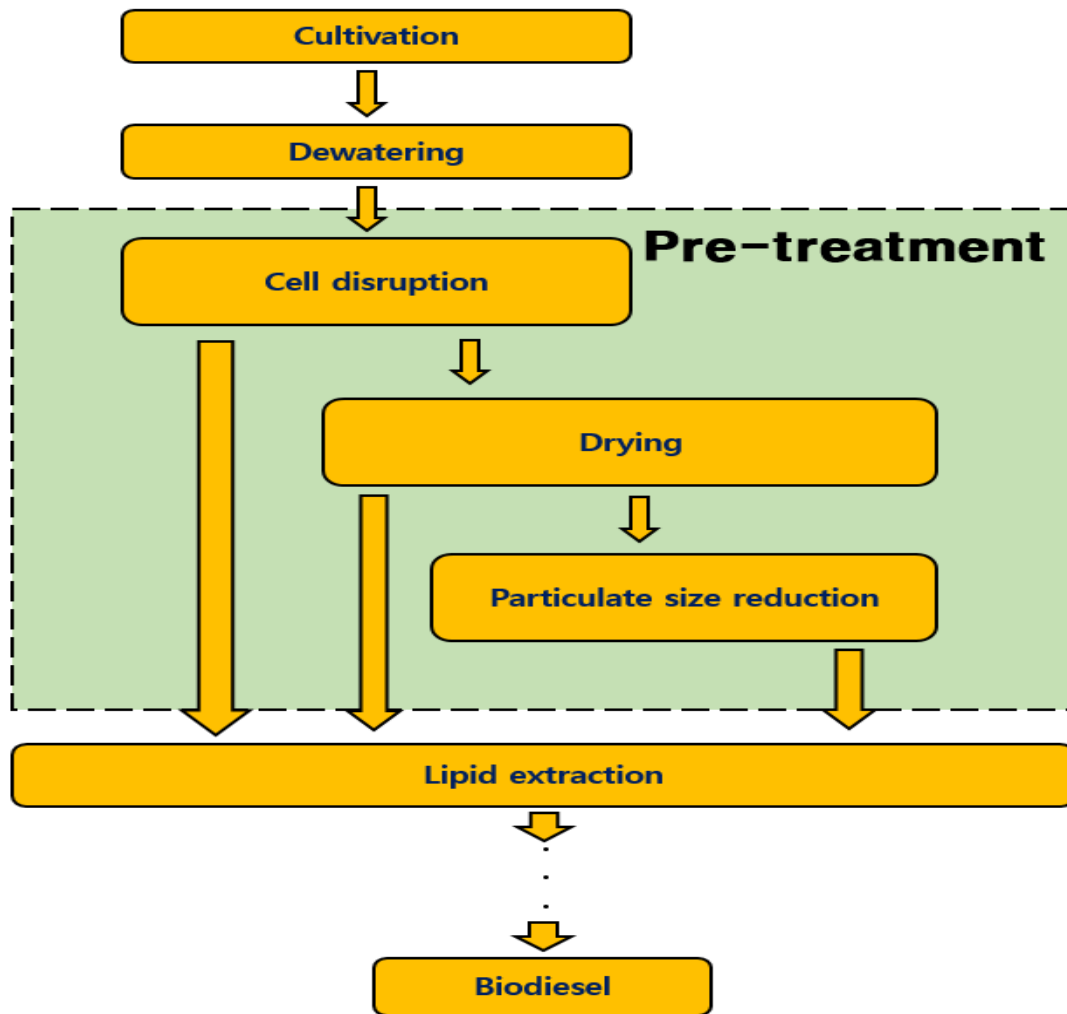 Cultivation
Dewatering
Pre-treatment
Cell disruption
Drying
Particulate size reduction
Lipid extraction
Biodiesel